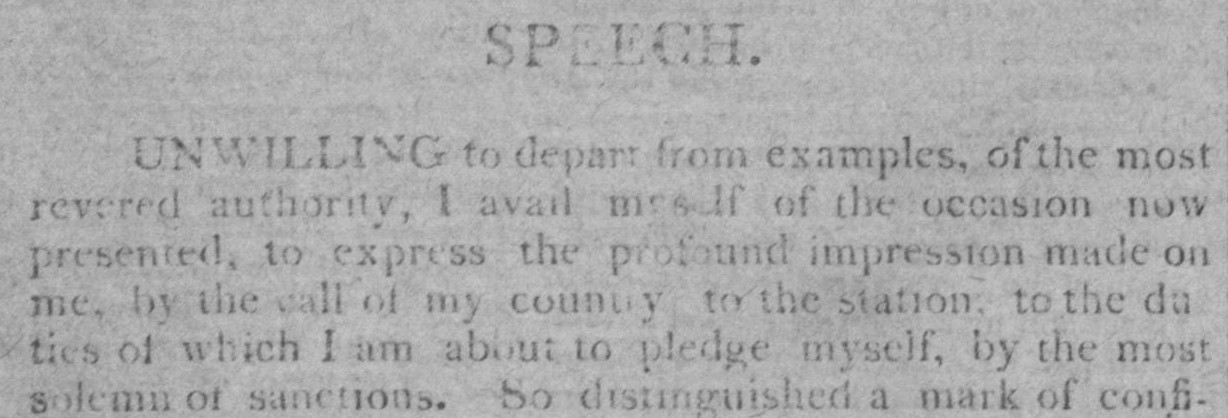 SPEECH.
UNWILLING to depart from examples, of the most
revered authority, I avail myself of the occasion now
presented, to express the profound impression made on
me, by the call of my country to the station, to the du
ties of which I am about to pledge myself, by the most
solemn of sanctions. So distinguished a mark of confi-